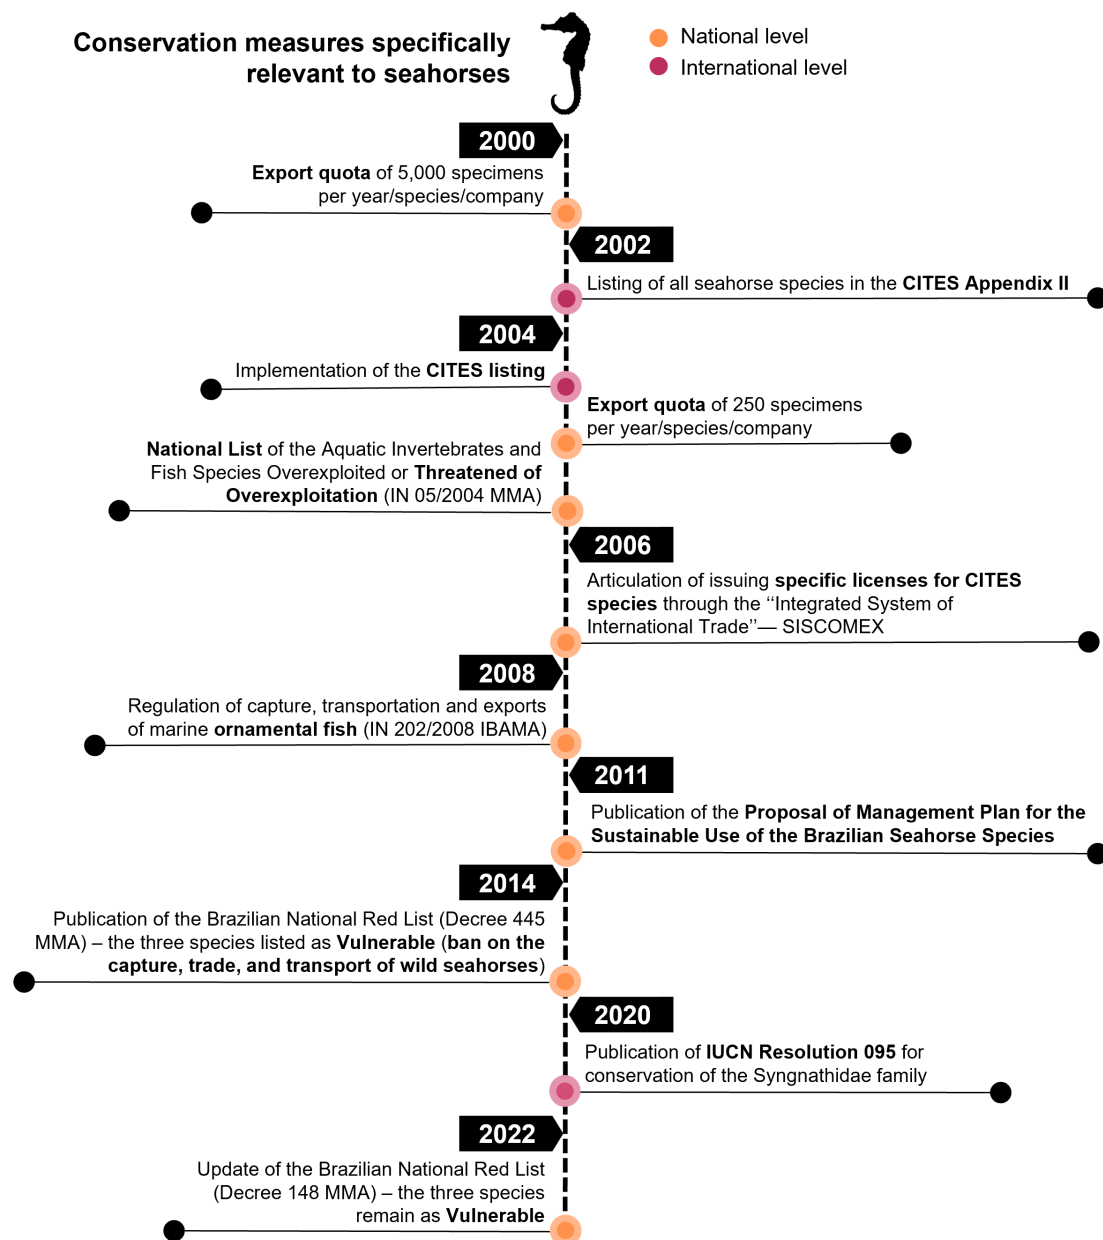 Conservation measures specifically
relevant to seahorses
National level
International level
2000
Export quota of 5,000 specimens
per year/species/company
2002
Listing of all seahorse species in the CITES Appendix II
2004
Implementation of the CITES listing
Export quota of 250 specimens
per year/species/company
National List of the Aquatic Invertebrates and
Fish Species Overexploited or Threatened of
Overexploitation (IN 05/2004 MMA)
2006
Articulation of issuing specific licenses for CITES
species through the ‘‘Integrated System of
International Trade’’— SISCOMEX
2008
Regulation of capture, transportation and exports
of marine ornamental fish (IN 202/2008 IBAMA)
2011
Publication of the Proposal of Management Plan for the
Sustainable Use of the Brazilian Seahorse Species
2014
Publication of the Brazilian National Red List (Decree 445
MMA) – the three species listed as Vulnerable (ban on the
capture, trade, and transport of wild seahorses)
2020
Publication of IUCN Resolution 095 for
conservation of the Syngnathidae family
2022
Update of the Brazilian National Red List
(Decree 148 MMA) – the three species
remain as Vulnerable